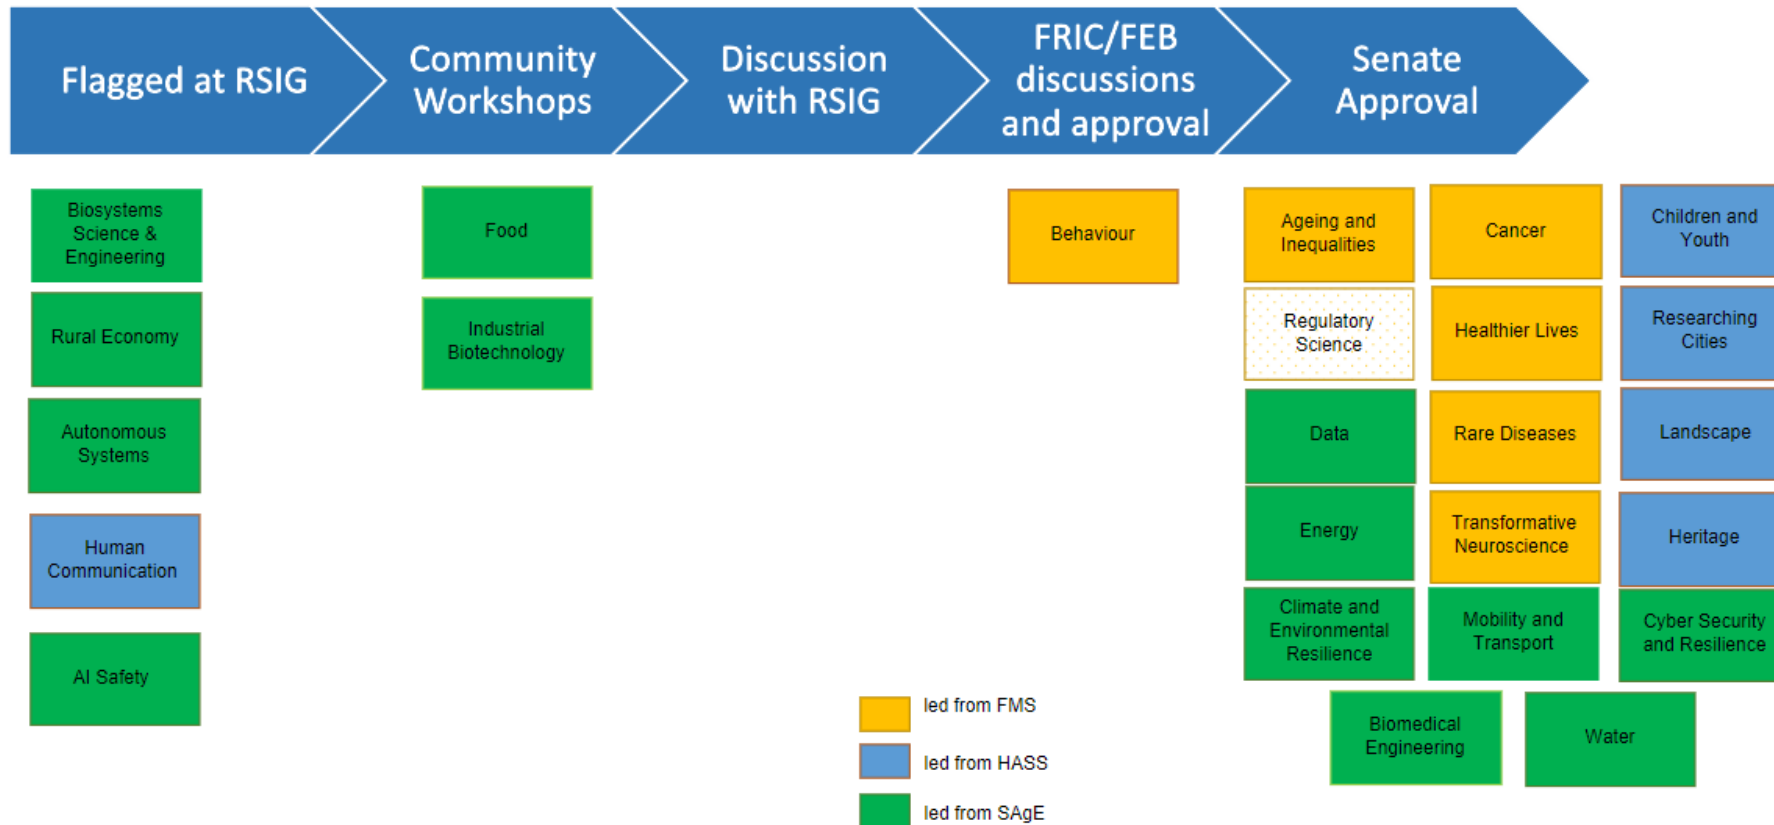 Flagged at RSIG
Community
Workshops
Discussion
with RSIG
FRIC/FEB
discussions
and approval
Senate
Approval
Biosystems
Science &
Engineering
Rural Economy
Autonomous
Systems
Human
Communication
AI Safety
Food
Industrial
Biotechnology
Behaviour
Ageing and
Inequalities
Cancer
Children and
Youth
Regulatory
Science
Healthier Lives
Researching
Cities
Data
Rare Diseases
Landscape
Energy
Transformative
Neuroscience
Heritage
Climate and
Environmental
Resilience
Mobility and
Transport
Cyber Security
and Resilience
Biomedical
Engineering
Water
led from FMS
led from HASS
led from SAgE